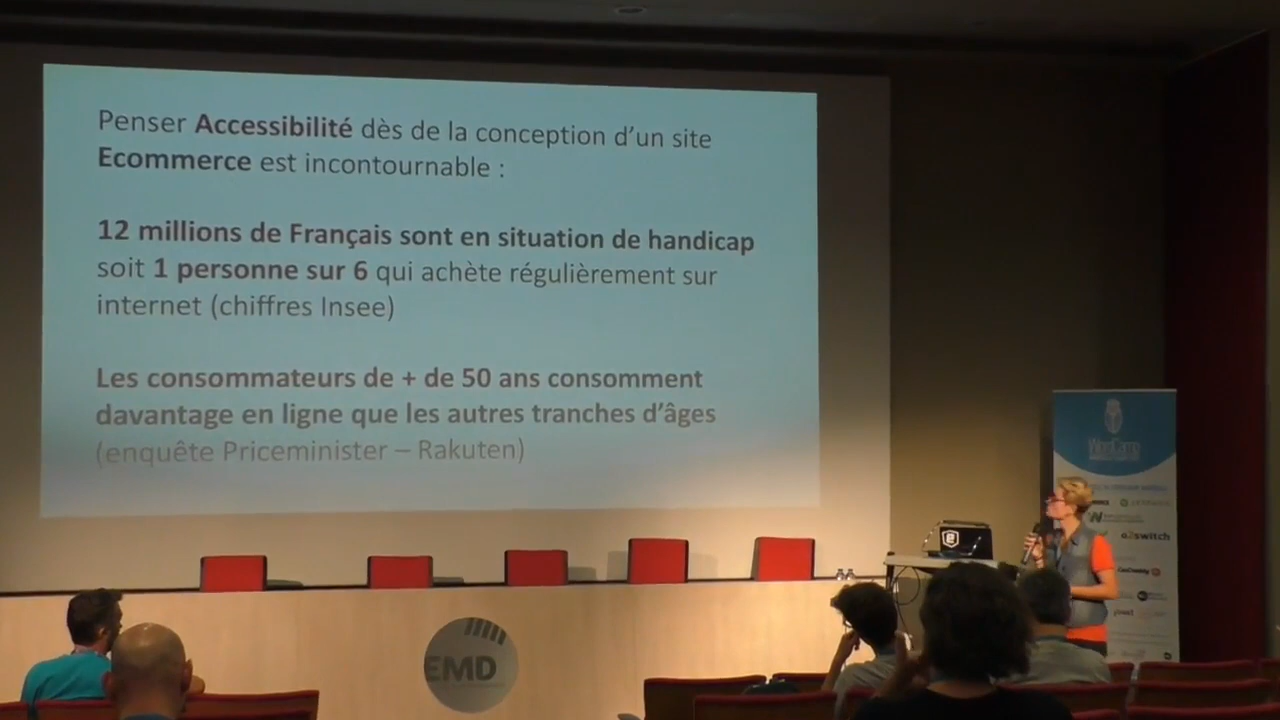 Penser Accessibilité dès de la conception d'un site
Ecommerce est incontournable :
12 millions de Français sont en situation de handicap
soit 1 personne sur 6 qui achète régulièrement sur
internet (chiffres Insee)
Les consommateurs de + de 50 ans consomment
davantage en ligne que les autres tranches d'âges
(enquête Priceminister – Rakuten)
o2switch
GoDaddy
EMD